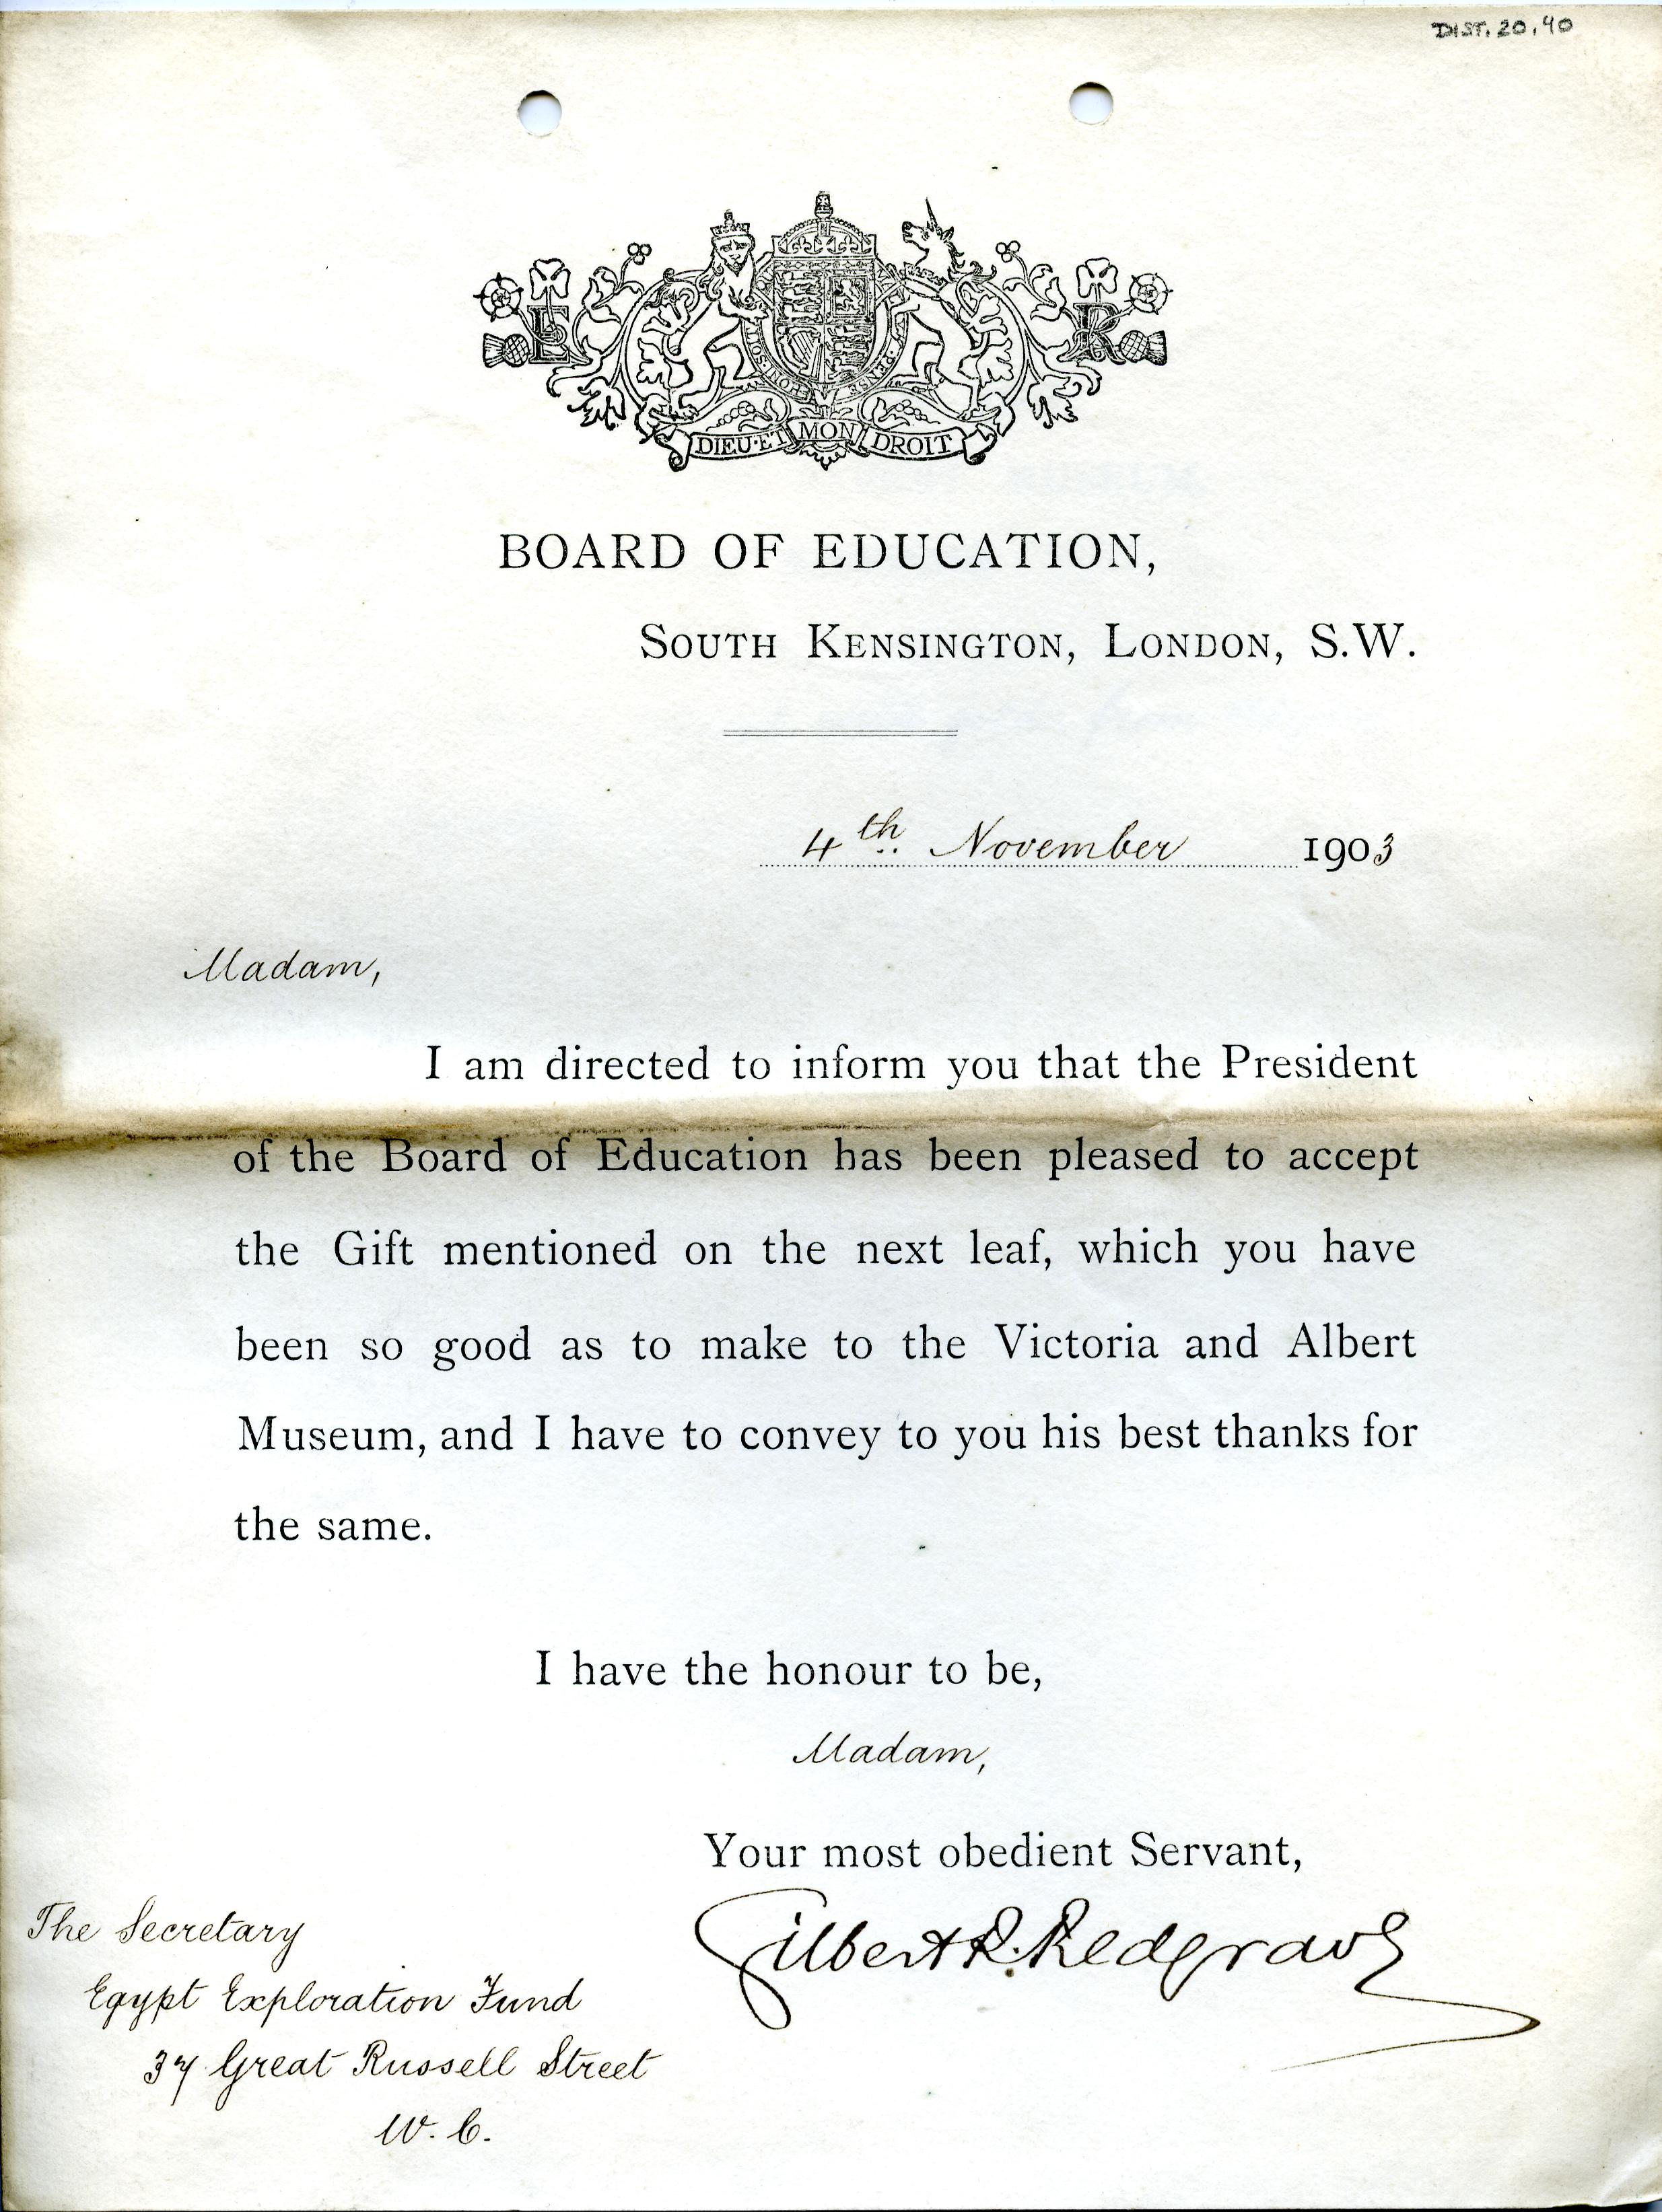 DIST. 20.40
E R
HONI SOIT
PENSE
DIEU·ET MON DROIT
BOARD OF EDUCATION,
SOUTH KENSINGTON, LONDON, S.W.
4th November 1903
Madam,
I am directed to inform you that the President
of the Board of Education has been pleased to accept
the Gift mentioned on the next leaf, which you have
been so good as to make to the Victoria and Albert
Museum, and I have to convey to you his best thanks for
the same.
I have the honour to be,
Madam,
Your most obedient Servant,
Gilbert R. Redgrave
The Secretary
Egypt Exploration Fund
37 Great Russell Street
W. C.